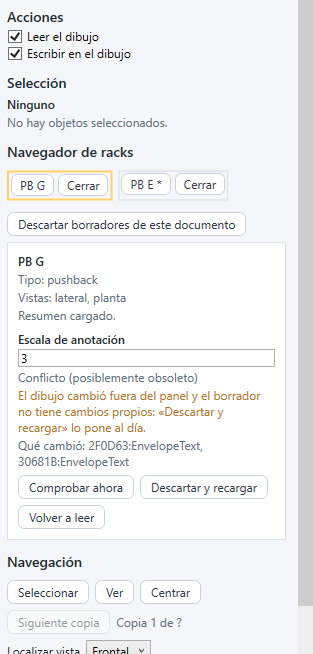 Acciones
Leer el dibujo
Escribir en el dibujo
Selección
Ninguno
No hay objetos seleccionados.
Navegador de racks
PB G Cerrar PB E * Cerrar
Descartar borradores de este documento
PB G
Tipo: pushback
Vistas: lateral, planta
Resumen cargado.
Escala de anotación
3
Conflicto (posiblemente obsoleto)
El dibujo cambió fuera del panel y el borrador
no tiene cambios propios: «Descartar y
recargar» lo pone al día.
Qué cambió: 2F0D63:EnvelopeText,
30681B:EnvelopeText
Comprobar ahora Descartar y recargar
Volver a leer
Navegación
Seleccionar Ver Centrar
Siguiente copia Copia 1 de ?
Localizar vista Frontal